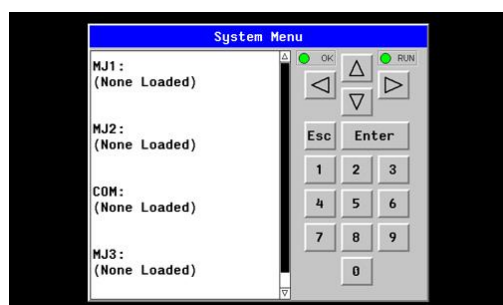 System Menu
MJ1:
(None Loaded)
MJ2:
(None Loaded)
COM:
(None Loaded)
MJ3:
(None Loaded)
OK
RUN
Esc Enter
1 2 3
4 5 6
7 8 9
0